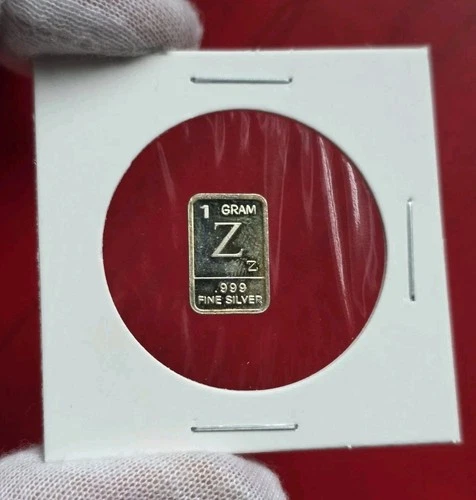 1 GRAM
Z
Z
.999
FINE SILVER